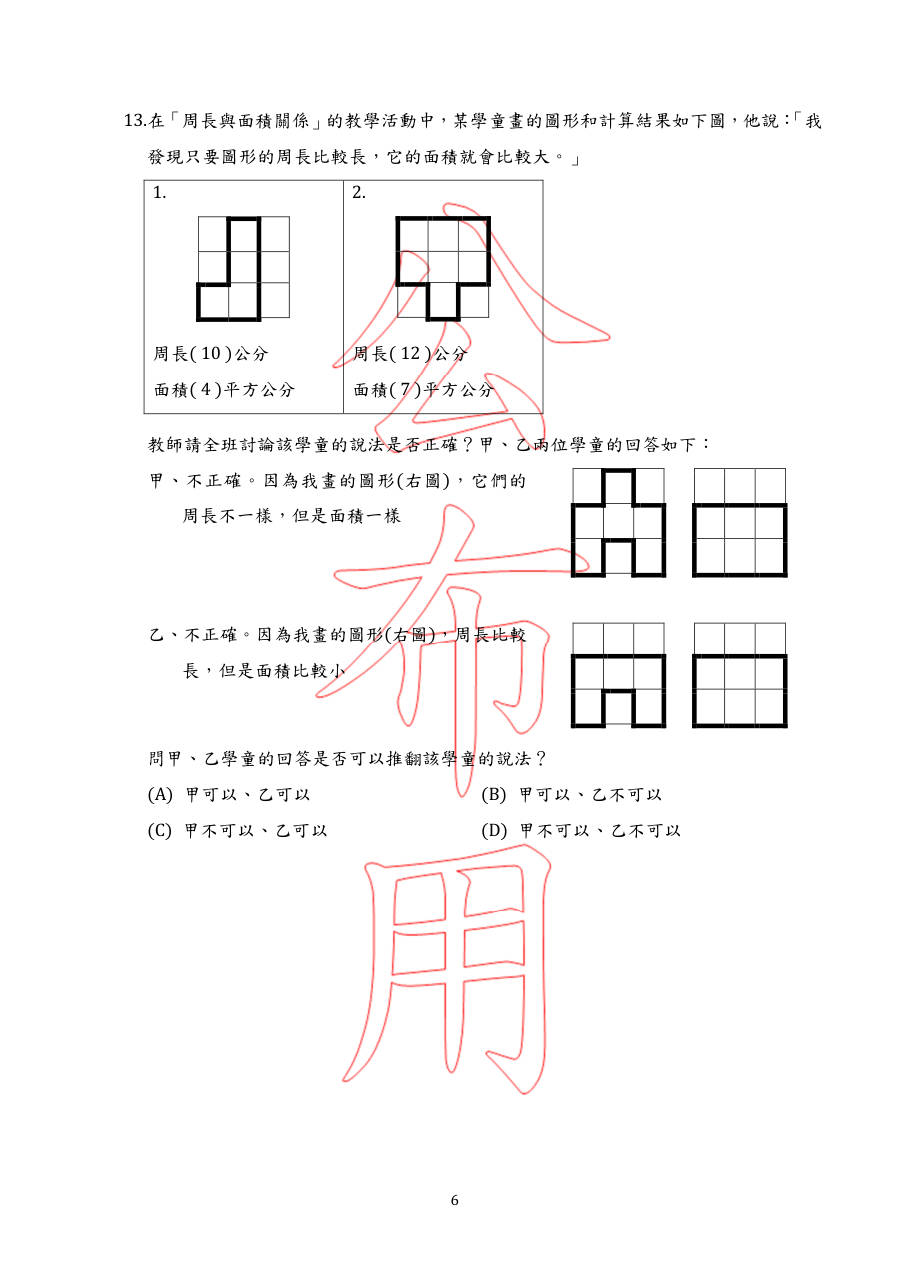 13.在「周長與面積關係」的教學活動中，某學童畫的圖形和計算結果如下圖，他說：「我
發現只要圖形的周長比較長，它的面積就會比較大。」
1.
2.
周長( 10 )公分
周長( 12 )公分
面積( 4 )平方公分
面積( 7 )平方公分
教師請全班討論該學童的說法是否正確？甲、乙兩位學童的回答如下：
甲、不正確。因為我畫的圖形(右圖)，它們的
周長不一樣，但是面積一樣
乙、不正確。因為我畫的圖形(右圖)，周長比較
長，但是面積比較小
問甲、乙學童的回答是否可以推翻該學童的說法？
(A) 甲可以、乙可以
(B) 甲可以、乙不可以
(C) 甲不可以、乙可以
(D) 甲不可以、乙不可以
公
布
用
6